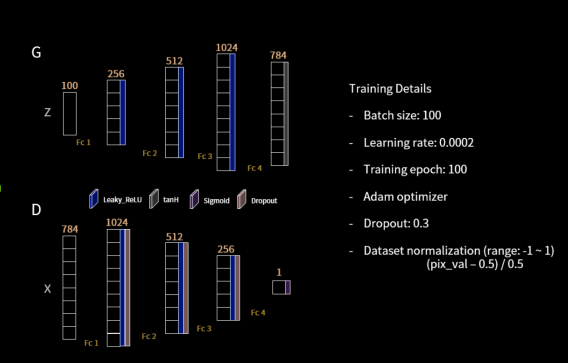 G
1024
784
512
256
100
Z
Fc 1
Fc 2
Fc 3
Fc 4
Leaky_ReLU
tanH
Sigmoid
Dropout
D
784
1024
512
256
1
X
Fc 1
Fc 2
Fc 3
Fc 4
Training Details
- Batch size: 100
- Learning rate: 0.0002
- Training epoch: 100
- Adam optimizer
- Dropout: 0.3
- Dataset normalization (range: -1 ~ 1)
(pix_val – 0.5) / 0.5